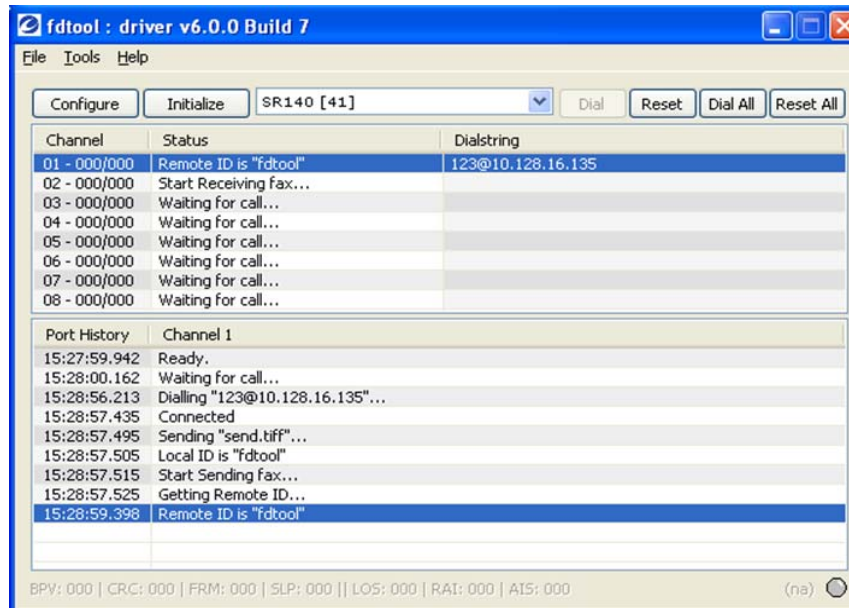 fdtool : driver v6.0.0 Build 7
File Tools Help
Configure Initialize SR140 [41] Dial Reset Dial All Reset All
Channel Status Dialstring
01 - 000/000 Remote ID is "fdtool" 123@10.128.16.135
02 - 000/000 Start Receiving fax...
03 - 000/000 Waiting for call...
04 - 000/000 Waiting for call...
05 - 000/000 Waiting for call...
06 - 000/000 Waiting for call...
07 - 000/000 Waiting for call...
08 - 000/000 Waiting for call...
Port History Channel 1
15:27:59.942 Ready.
15:28:00.162 Waiting for call...
15:28:56.213 Dialling "123@10.128.16.135"...
15:28:57.435 Connected
15:28:57.495 Sending "send.tiff"...
15:28:57.505 Local ID is "fdtool"
15:28:57.515 Start Sending fax...
15:28:57.525 Getting Remote ID...
15:28:59.398 Remote ID is "fdtool"
BPV: 000 | CRC: 000 | FRM: 000 | SLP: 000 || LOS: 000 | RAI: 000 | AIS: 000 (na)